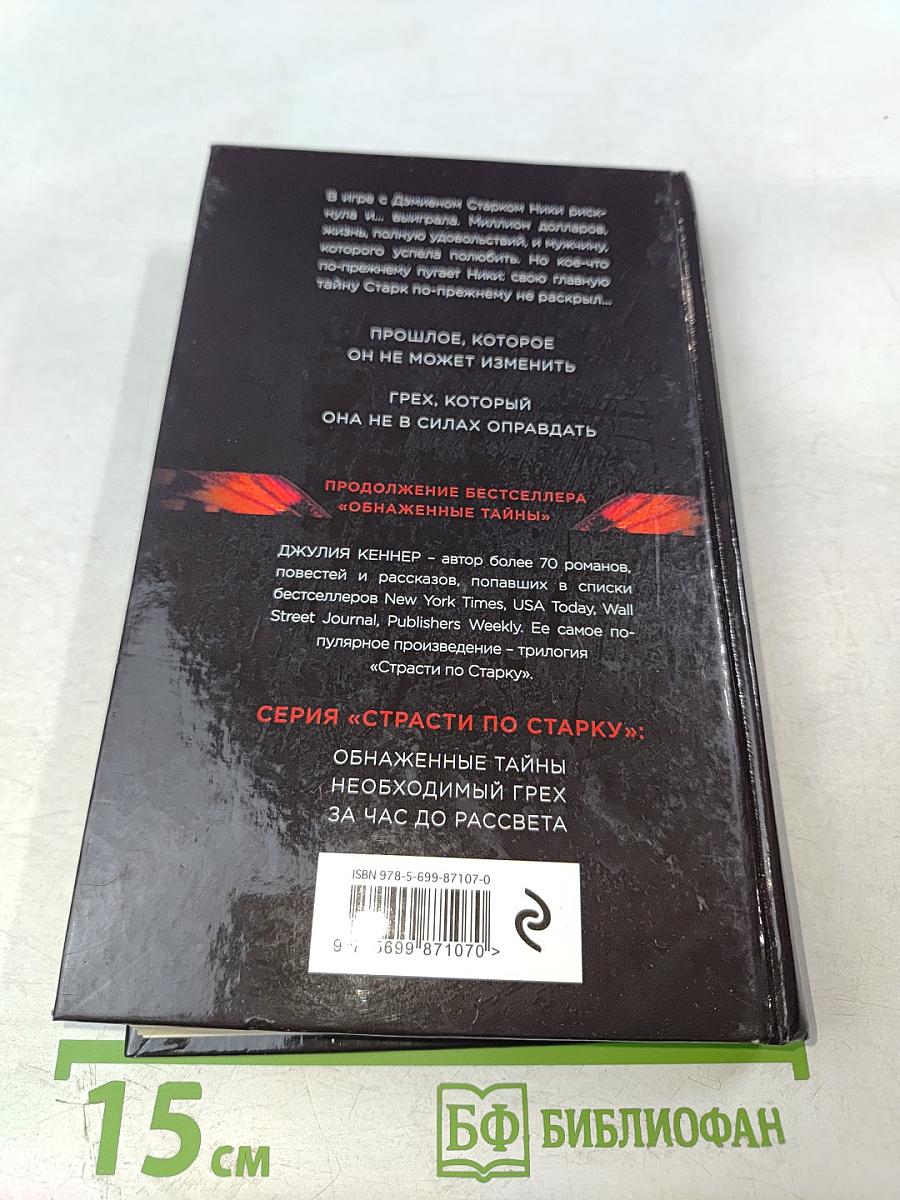 В игре с Дэмиеном Старком Ники риск-
нула и... выиграла. Миллион долларов,
жизнь, полную удовольствий, и мужчину,
которого успела полюбить. Но кое-что
по-прежнему пугает Ники: свою главную
тайну Старк по-прежнему не раскрыл...
ПРОШЛОЕ, КОТОРОЕ
ОН НЕ МОЖЕТ ИЗМЕНИТЬ
ГРЕХ, КОТОРЫЙ
ОНА НЕ В СИЛАХ ОПРАВДАТЬ
ПРОДОЛЖЕНИЕ БЕСТСЕЛЛЕРА
«ОБНАЖЕННЫЕ ТАЙНЫ»
ДЖУЛИЯ КЕННЕР – автор более 70 романов,
повестей и рассказов, попавших в списки
бестселлеров New York Times, USA Today, Wall
Street Journal, Publishers Weekly. Ее самое по-
пулярное произведение – трилогия
«Страсти по Старку».
СЕРИЯ «СТРАСТИ ПО СТАРКУ»:
ОБНАЖЕННЫЕ ТАЙНЫ
НЕОБХОДИМЫЙ ГРЕХ
ЗА ЧАС ДО РАССВЕТА
ISBN 978-5-699-87107-0
9 785699 871070 >
15 см
БФ БИБЛИОФАН